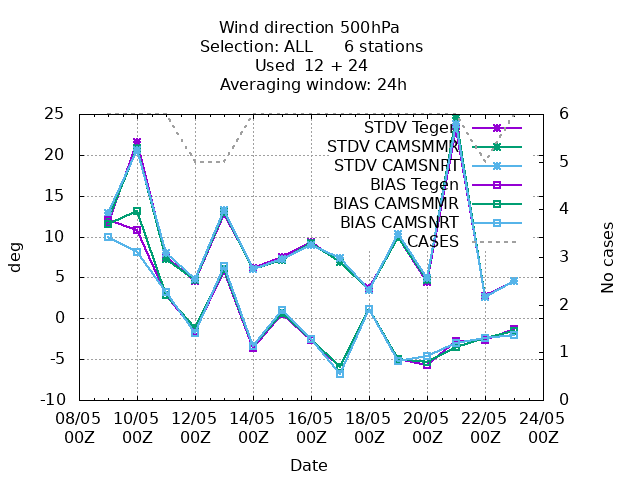 Wind direction 500hPa
Selection: ALL 6 stations
Used 12 + 24
Averaging window: 24h
25
20
15
10
5
0
-5
-10
deg
STDV Tegen
STDV CAMSMMR
STDV CAMSNRT
BIAS Tegen
BIAS CAMSMMR
BIAS CAMSNRT
CASES
6
5
4
3
2
1
0
No cases
08/05 10/05 12/05 14/05 16/05 18/05 20/05 22/05 24/05
00Z 00Z 00Z 00Z 00Z 00Z 00Z 00Z 00Z
Date